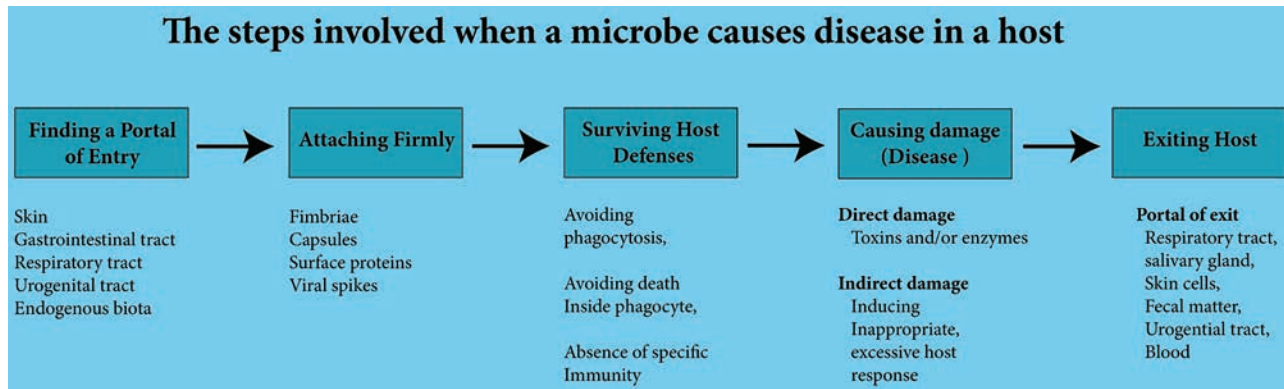 The steps involved when a microbe causes disease in a host
Finding a Portal
of Entry
Skin
Gastrointestinal tract
Respiratory tract
Urogenital tract
Endogenous biota
Attaching Firmly
Fimbriae
Capsules
Surface proteins
Viral spikes
Surviving Host
Defenses
Avoiding
phagocytosis,
Avoiding death
Inside phagocyte,
Absence of specific
Immunity
Causing damage
(Disease )
Direct damage
Toxins and/or enzymes
Indirect damage
Inducing
Inappropriate,
excessive host
response
Exiting Host
Portal of exit
Respiratory tract,
salivary gland,
Skin cells,
Fecal matter,
Urogential tract,
Blood